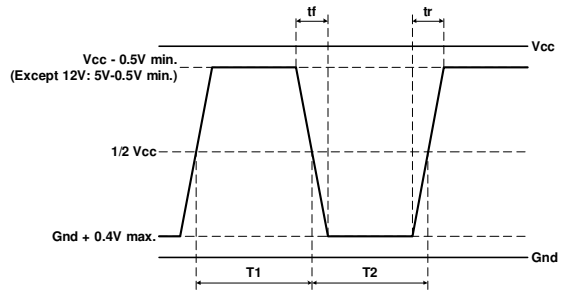 tf
tr
Vcc
Vcc - 0.5V min.
(Except 12V: 5V-0.5V min.)
1/2 Vcc
Gnd + 0.4V max.
Gnd
T1
T2